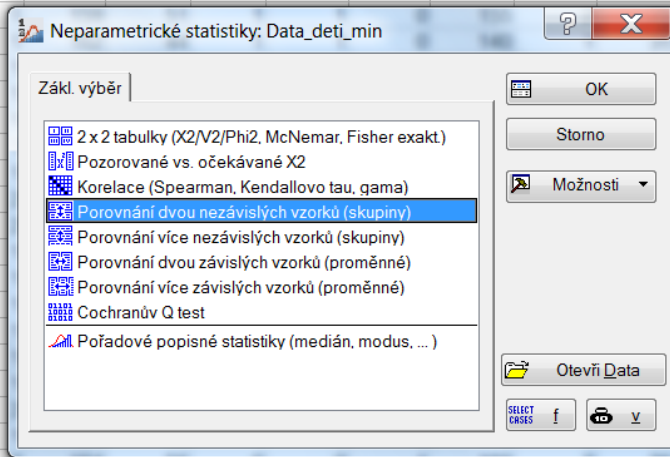 Neparametrické statistiky: Data_deti_min
Zákl. výběr
2 x 2 tabulky (X2/V2/Phi2, McNemar, Fisher exakt.)
Pozorované vs. očekávané X2
Korelace (Spearman, Kendallovo tau, gama)
Porovnání dvou nezávislých vzorků (skupiny)
Porovnání více nezávislých vzorků (skupiny)
Porovnání dvou závislých vzorků (proměnné)
Porovnání více závislých vzorků (proměnné)
Cochranův Q test
Pořadové popisné statistiky (medián, modus, ... )
OK
Storno
Možnosti
Otevři Data
SELECT CASES f
v